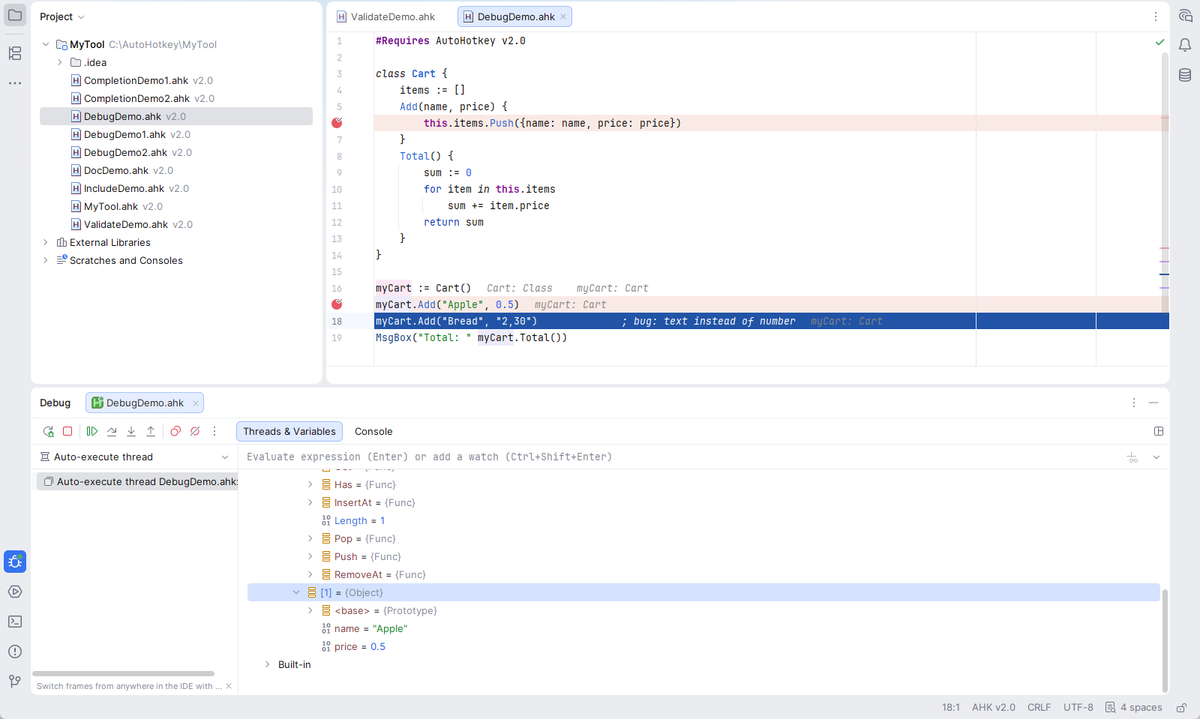 Project
MyTool C:\AutoHotkey\MyTool
.idea
CompletionDemo1.ahk v2.0
CompletionDemo2.ahk v2.0
DebugDemo.ahk v2.0
DebugDemo1.ahk v2.0
DebugDemo2.ahk v2.0
DocDemo.ahk v2.0
IncludeDemo.ahk v2.0
MyTool.ahk v2.0
ValidateDemo.ahk v2.0
External Libraries
Scratches and Consoles
ValidateDemo.ahk
DebugDemo.ahk
1 #Requires AutoHotkey v2.0
2
3 class Cart {
4 items := []
5 Add(name, price) {
this.items.Push({name: name, price: price})
7 }
8 Total() {
9 sum := 0
10 for item in this.items
11 sum += item.price
12 return sum
13 }
14 }
15
16 myCart := Cart() Cart: Class myCart: Cart
myCart.Add("Apple", 0.5) myCart: Cart
18 myCart.Add("Bread", "2,30") ; bug: text instead of number myCart: Cart
19 MsgBox("Total: " myCart.Total())
Debug
DebugDemo.ahk
Threads & Variables
Console
Auto-execute thread
Auto-execute thread DebugDemo.ahk:
Switch frames from anywhere in the IDE with ...
Evaluate expression (Enter) or add a watch (Ctrl+Shift+Enter)
Has = {Func}
InsertAt = {Func}
Length = 1
Pop = {Func}
Push = {Func}
RemoveAt = {Func}
[1] = {Object}
<base> = {Prototype}
name = "Apple"
price = 0.5
Built-in
18:1 AHK v2.0 CRLF UTF-8 4 spaces